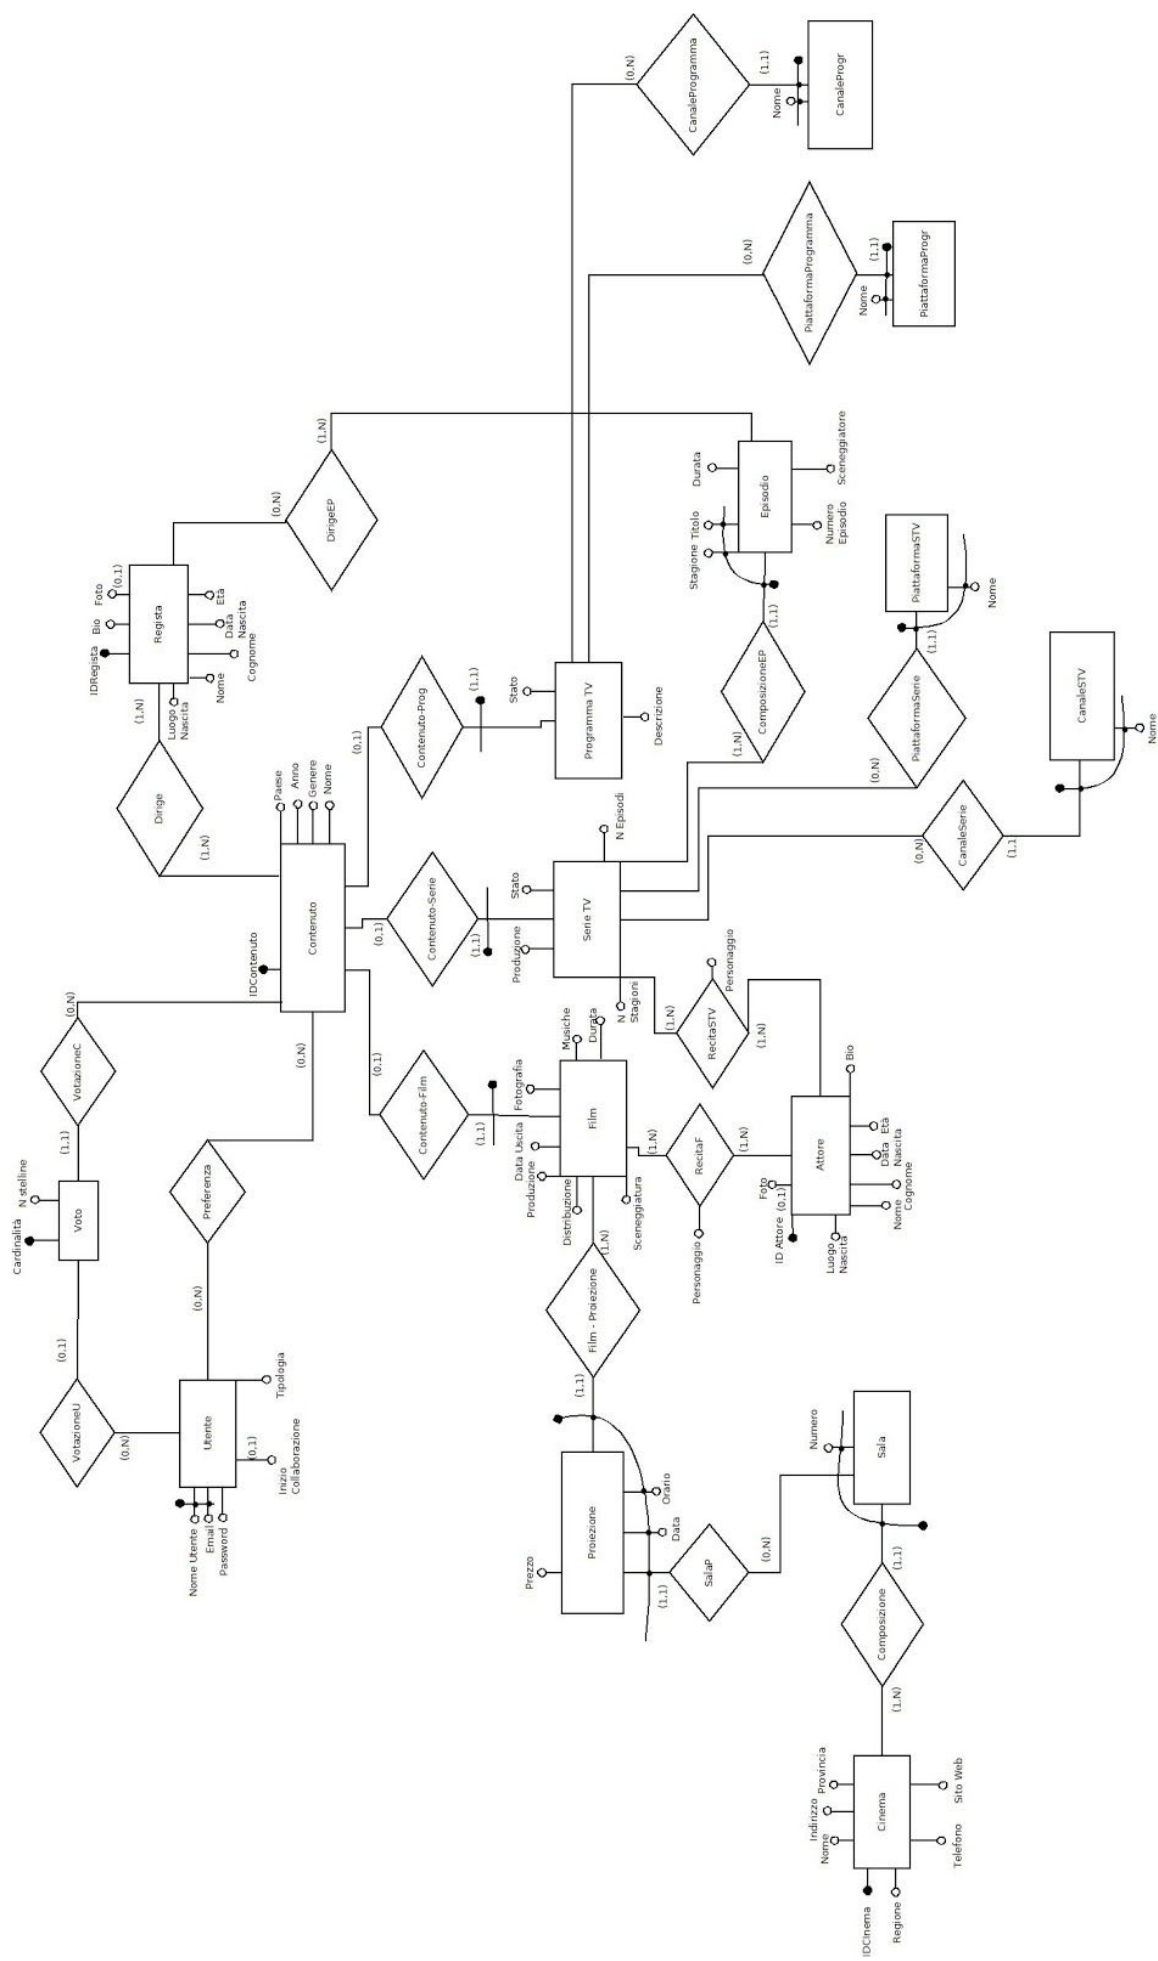 (0,N)
CanaleProgramma
(1,1)
Nome
CanaleProgr
(0,N)
PiattaformaProgramma
(1,1)
Nome
PiattaformaProgr
(1,N)
DirigeEP
(0,N)
Foto
(0,1)
Bio
IDRegista
Regista
Età
Data
Nascita
Cognome
Nome
Luogo
Nascita
(1,N)
Dirige
(1,N)
Durata
Sceneggiatore
Episodio
Titolo
Stagione
Numero
Episodio
(1,1)
ComposizioneEP
(1,N)
PiattaformaSTV
Nome
(1,1)
PiattaformaSerie
(0,N)
CanaleSTV
Nome
(1,1
CanaleSerie
(0,N)
(0,1)
Contenuto-Prog
(1,1)
Stato
Programma TV
Descrizione
Paese
Anno
Genere
Nome
Contenuto
IDContenuto
(0,1)
Contenuto-Serie
(1,1)
N Episodi
Stato
Serie TV
Produzione
N
Stagioni
(0,N)
VotazioneC
(1,1)
N stelline
Cardinalità
Voto
(0,1)
VotazioneU
(0,N)
(0,N)
Preferenza
(0,N)
Tipologia
Utente
(0,1)
Inizio
Collaborazione
Nome Utente
Email
Password
(0,1)
Contenuto-Film
(1,1)
Musiche
Durata
Fotografia
Film
Data Uscita
Produzione
Distribuzione
Sceneggiatura
(1,N)
RecitaSTV
Personaggio
(1,N)
(1,N)
RecitaF
Personaggio
(1,N)
Bio
Attore
Età
Data
Nascita
Cognome
Nome
Foto
(0,1)
ID Attore
Luogo
Nascita
(1,N)
Film - Proiezione
(1,1)
Orario
Data
Proiezione
Prezzo
(1,1)
SalaP
(0,N)
Numero
Sala
(1,1)
Composizione
(1,N)
Provincia
Indirizzo
Nome
Cinema
Sito Web
Telefono
IDCinema
Regione